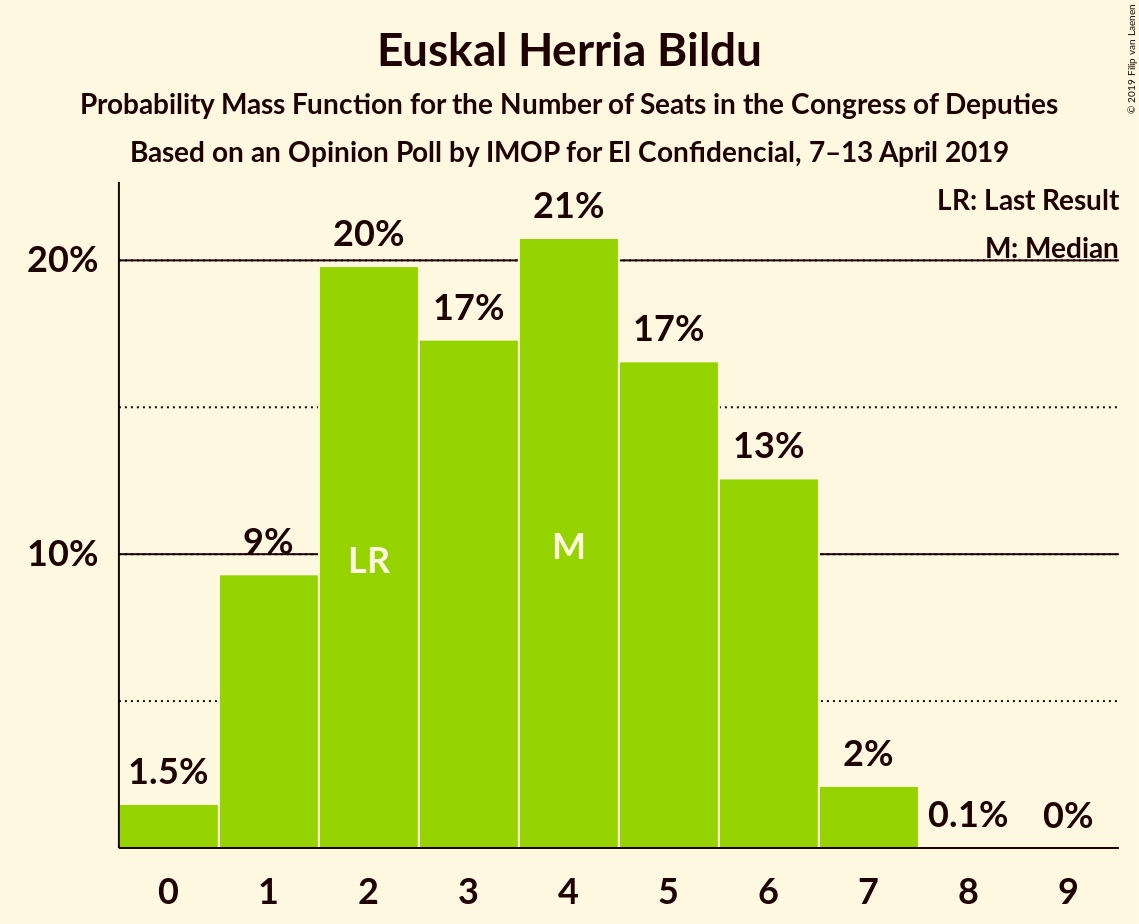 Euskal Herria Bildu
Probability Mass Function for the Number of Seats in the Congress of Deputies
Based on an Opinion Poll by IMOP for El Confidencial, 7–13 April 2019
© 2019 Filip van Laenen
LR: Last Result
M: Median
20%
10%
1.5%
9%
20%
17%
21%
17%
13%
2%
0.1%
0%
LR
M
0 1 2 3 4 5 6 7 8 9